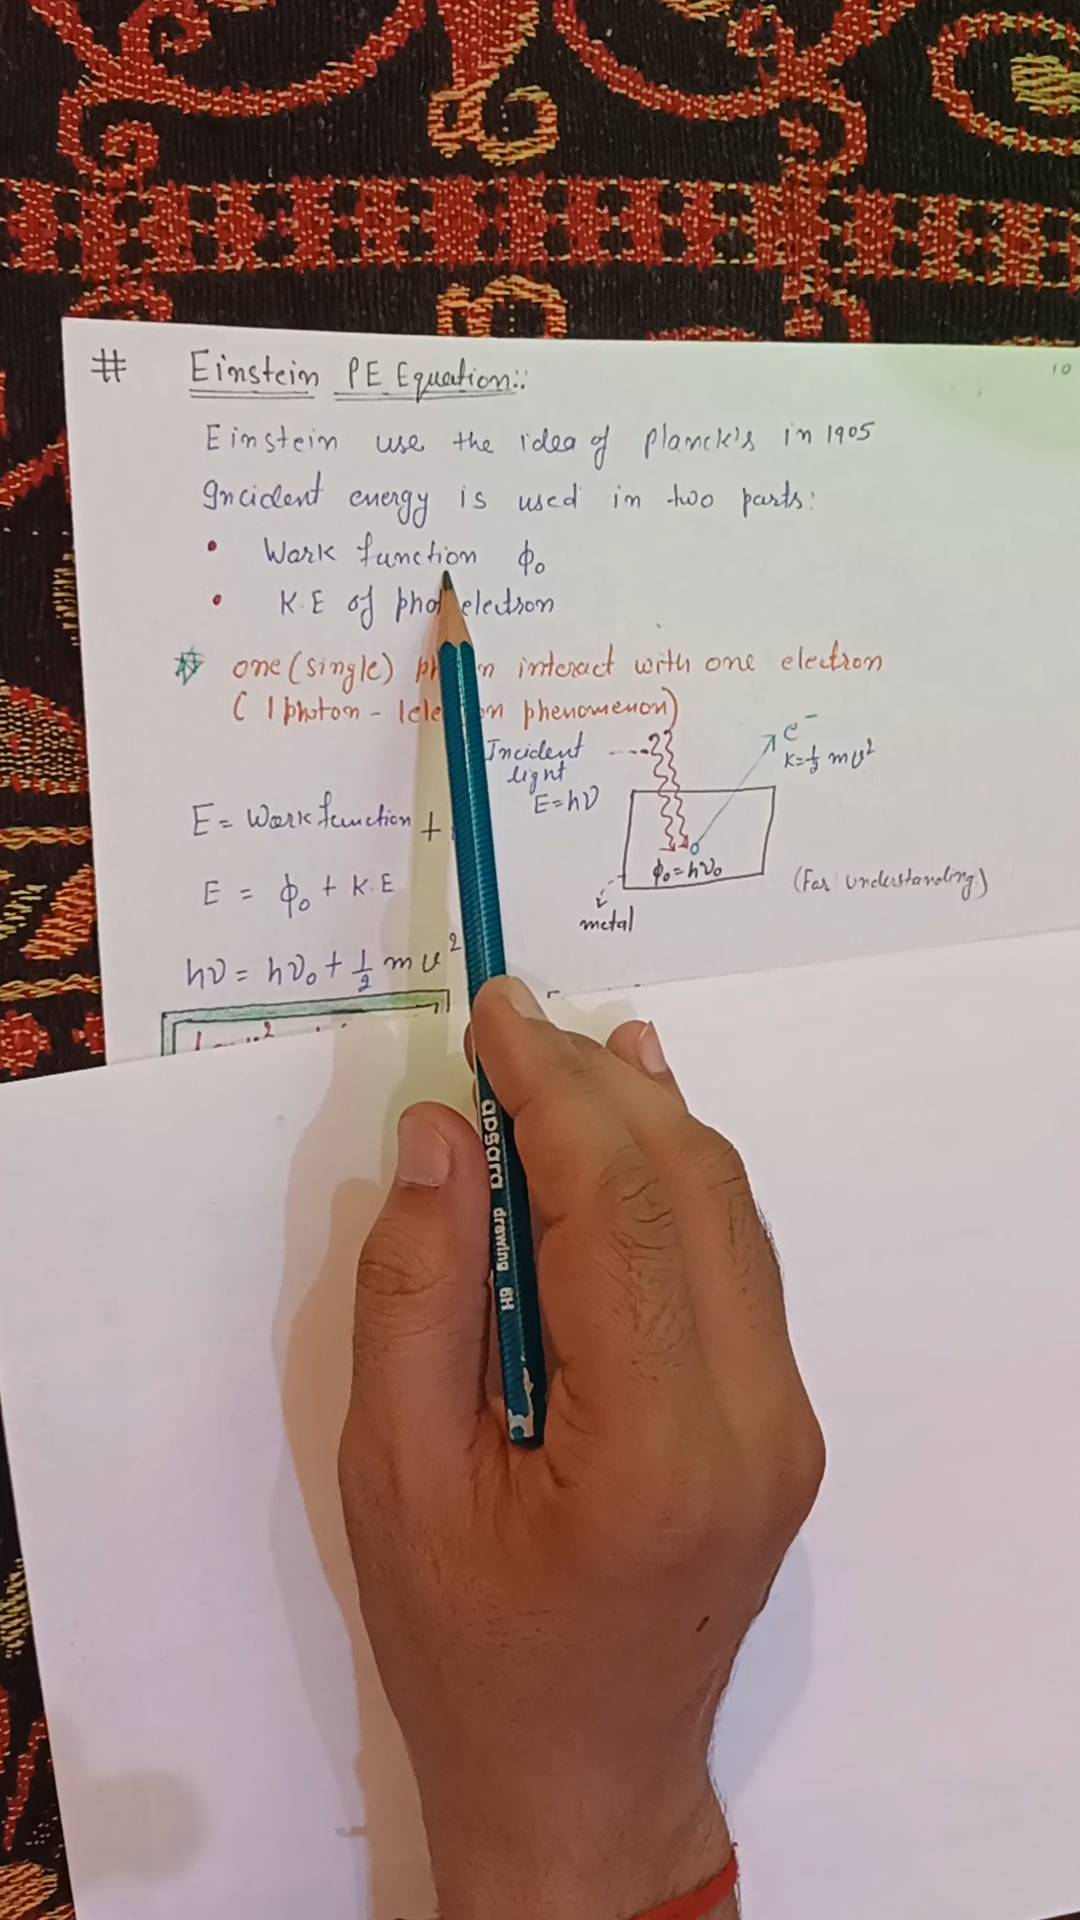 # Einstein PE Equation::
10
Einstein use the idea of planck's in 1905
Incident energy is used in two parts:
• Work function ϕ₀
• K.E of electron
one (single) interact with one electron
( 1 photon - phenomenon)
Incident
light
E=hν
e⁻
K=½ mv²
ϕ₀=hν₀
metal
(For understanding)
E = Work function +
E = ϕ₀ + K.E
hν = hν₀ + ½ mv²
apsara drawing 6H